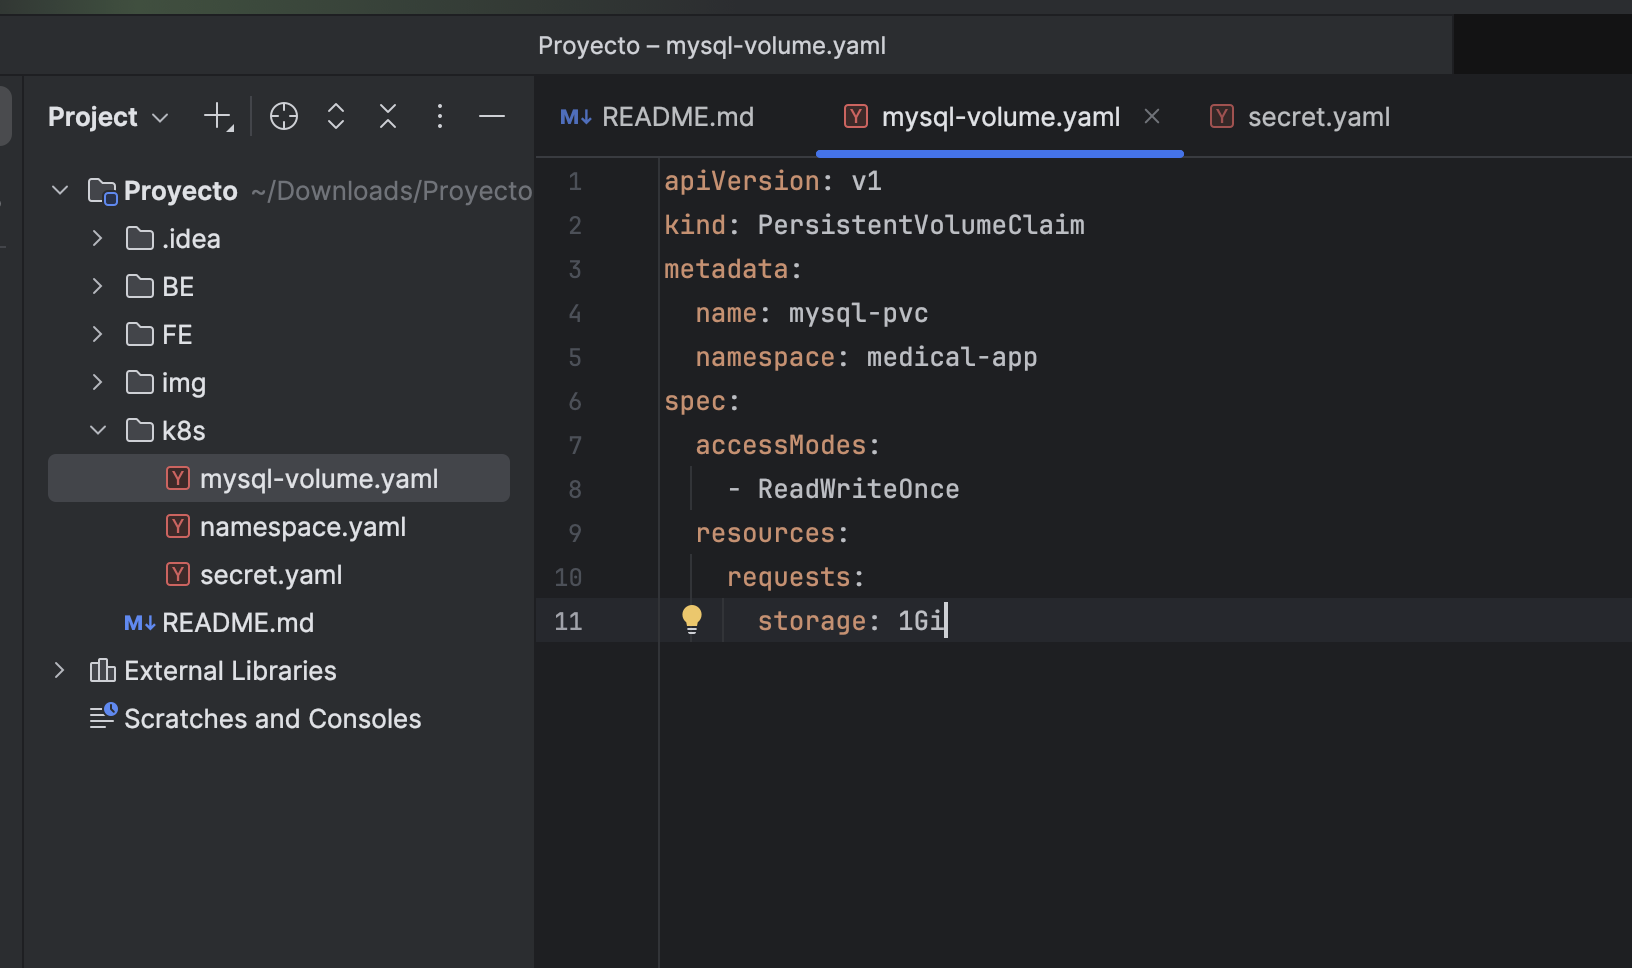 Proyecto – mysql-volume.yaml
Project
README.md
mysql-volume.yaml
secret.yaml
Proyecto ~/Downloads/Proyecto
.idea
BE
FE
img
k8s
mysql-volume.yaml
namespace.yaml
secret.yaml
README.md
External Libraries
Scratches and Consoles
1 apiVersion: v1
2 kind: PersistentVolumeClaim
3 metadata:
4   name: mysql-pvc
5   namespace: medical-app
6 spec:
7   accessModes:
8     - ReadWriteOnce
9   resources:
10     requests:
11       storage: 1Gi